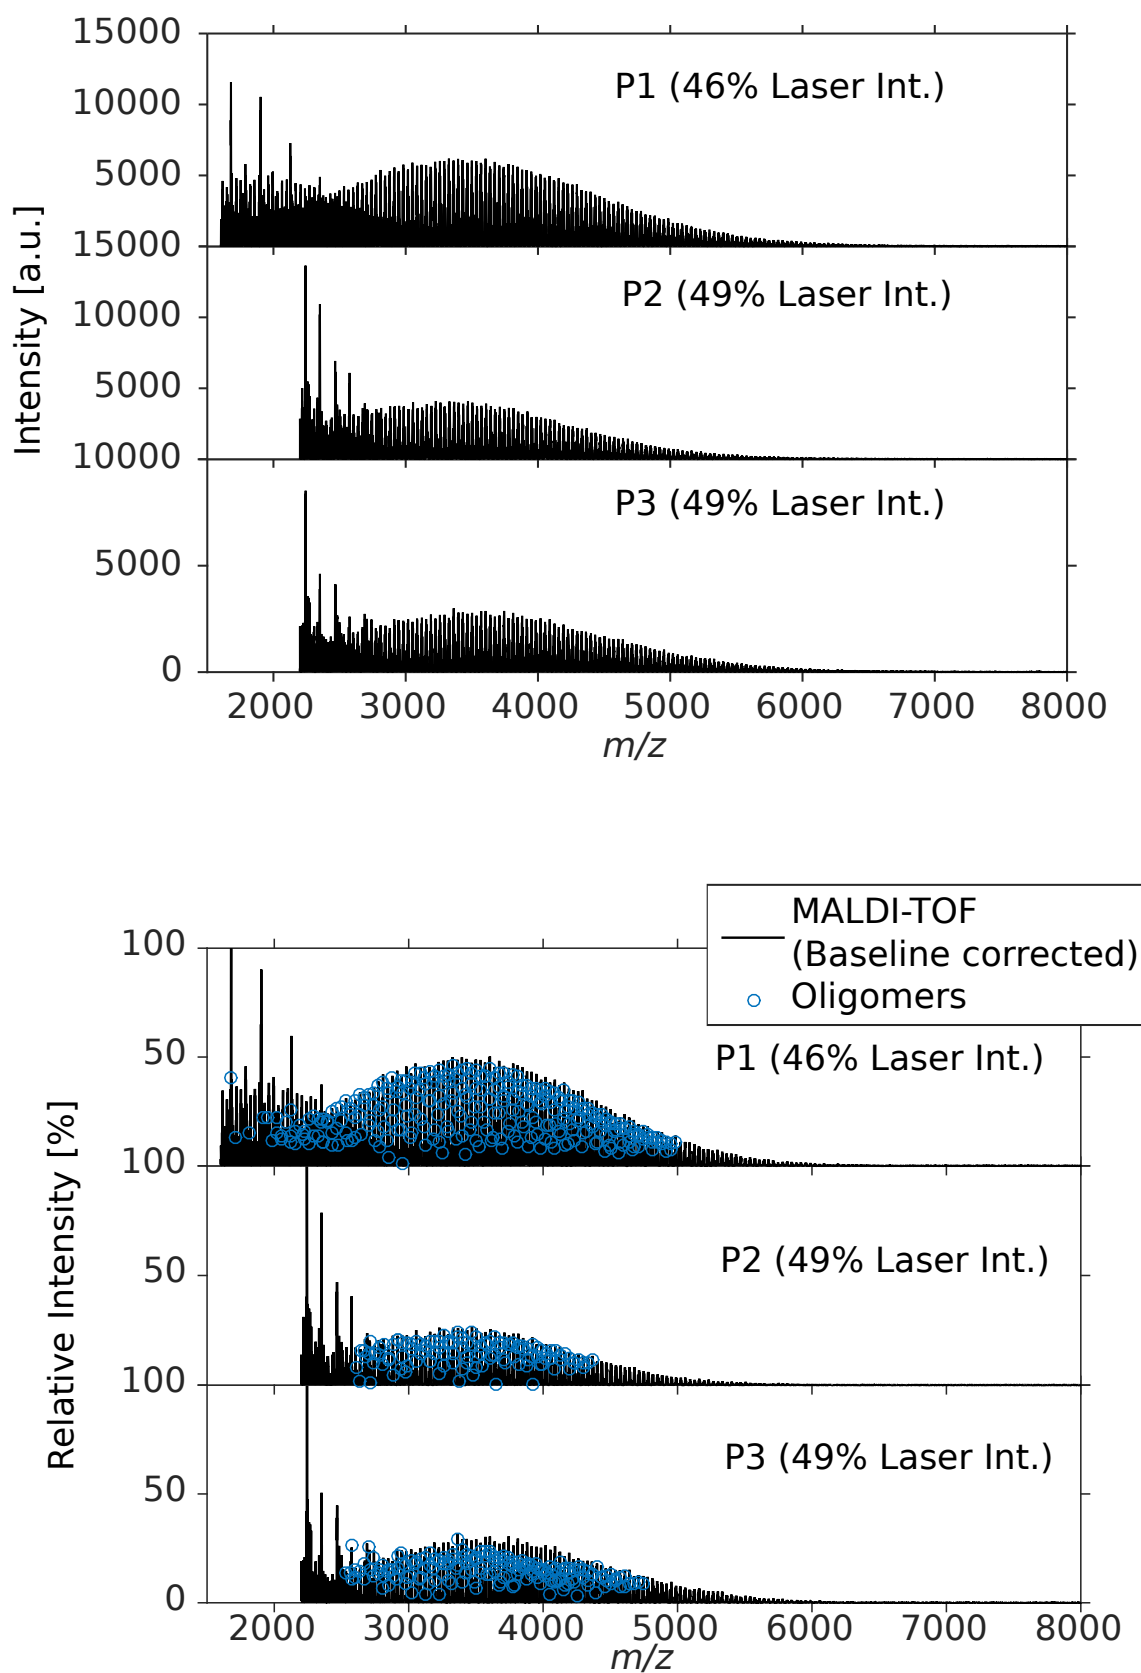 15000
P1 (46% Laser Int.)
10000
5000
15000
P2 (49% Laser Int.)
10000
5000
10000
P3 (49% Laser Int.)
5000
0
Intensity [a.u.]
2000 3000 4000 5000 6000 7000 8000
m/z
MALDI-TOF
(Baseline corrected)
Oligomers
100
P1 (46% Laser Int.)
50
100
P2 (49% Laser Int.)
50
100
P3 (49% Laser Int.)
50
0
Relative Intensity [%]
2000 3000 4000 5000 6000 7000 8000
m/z